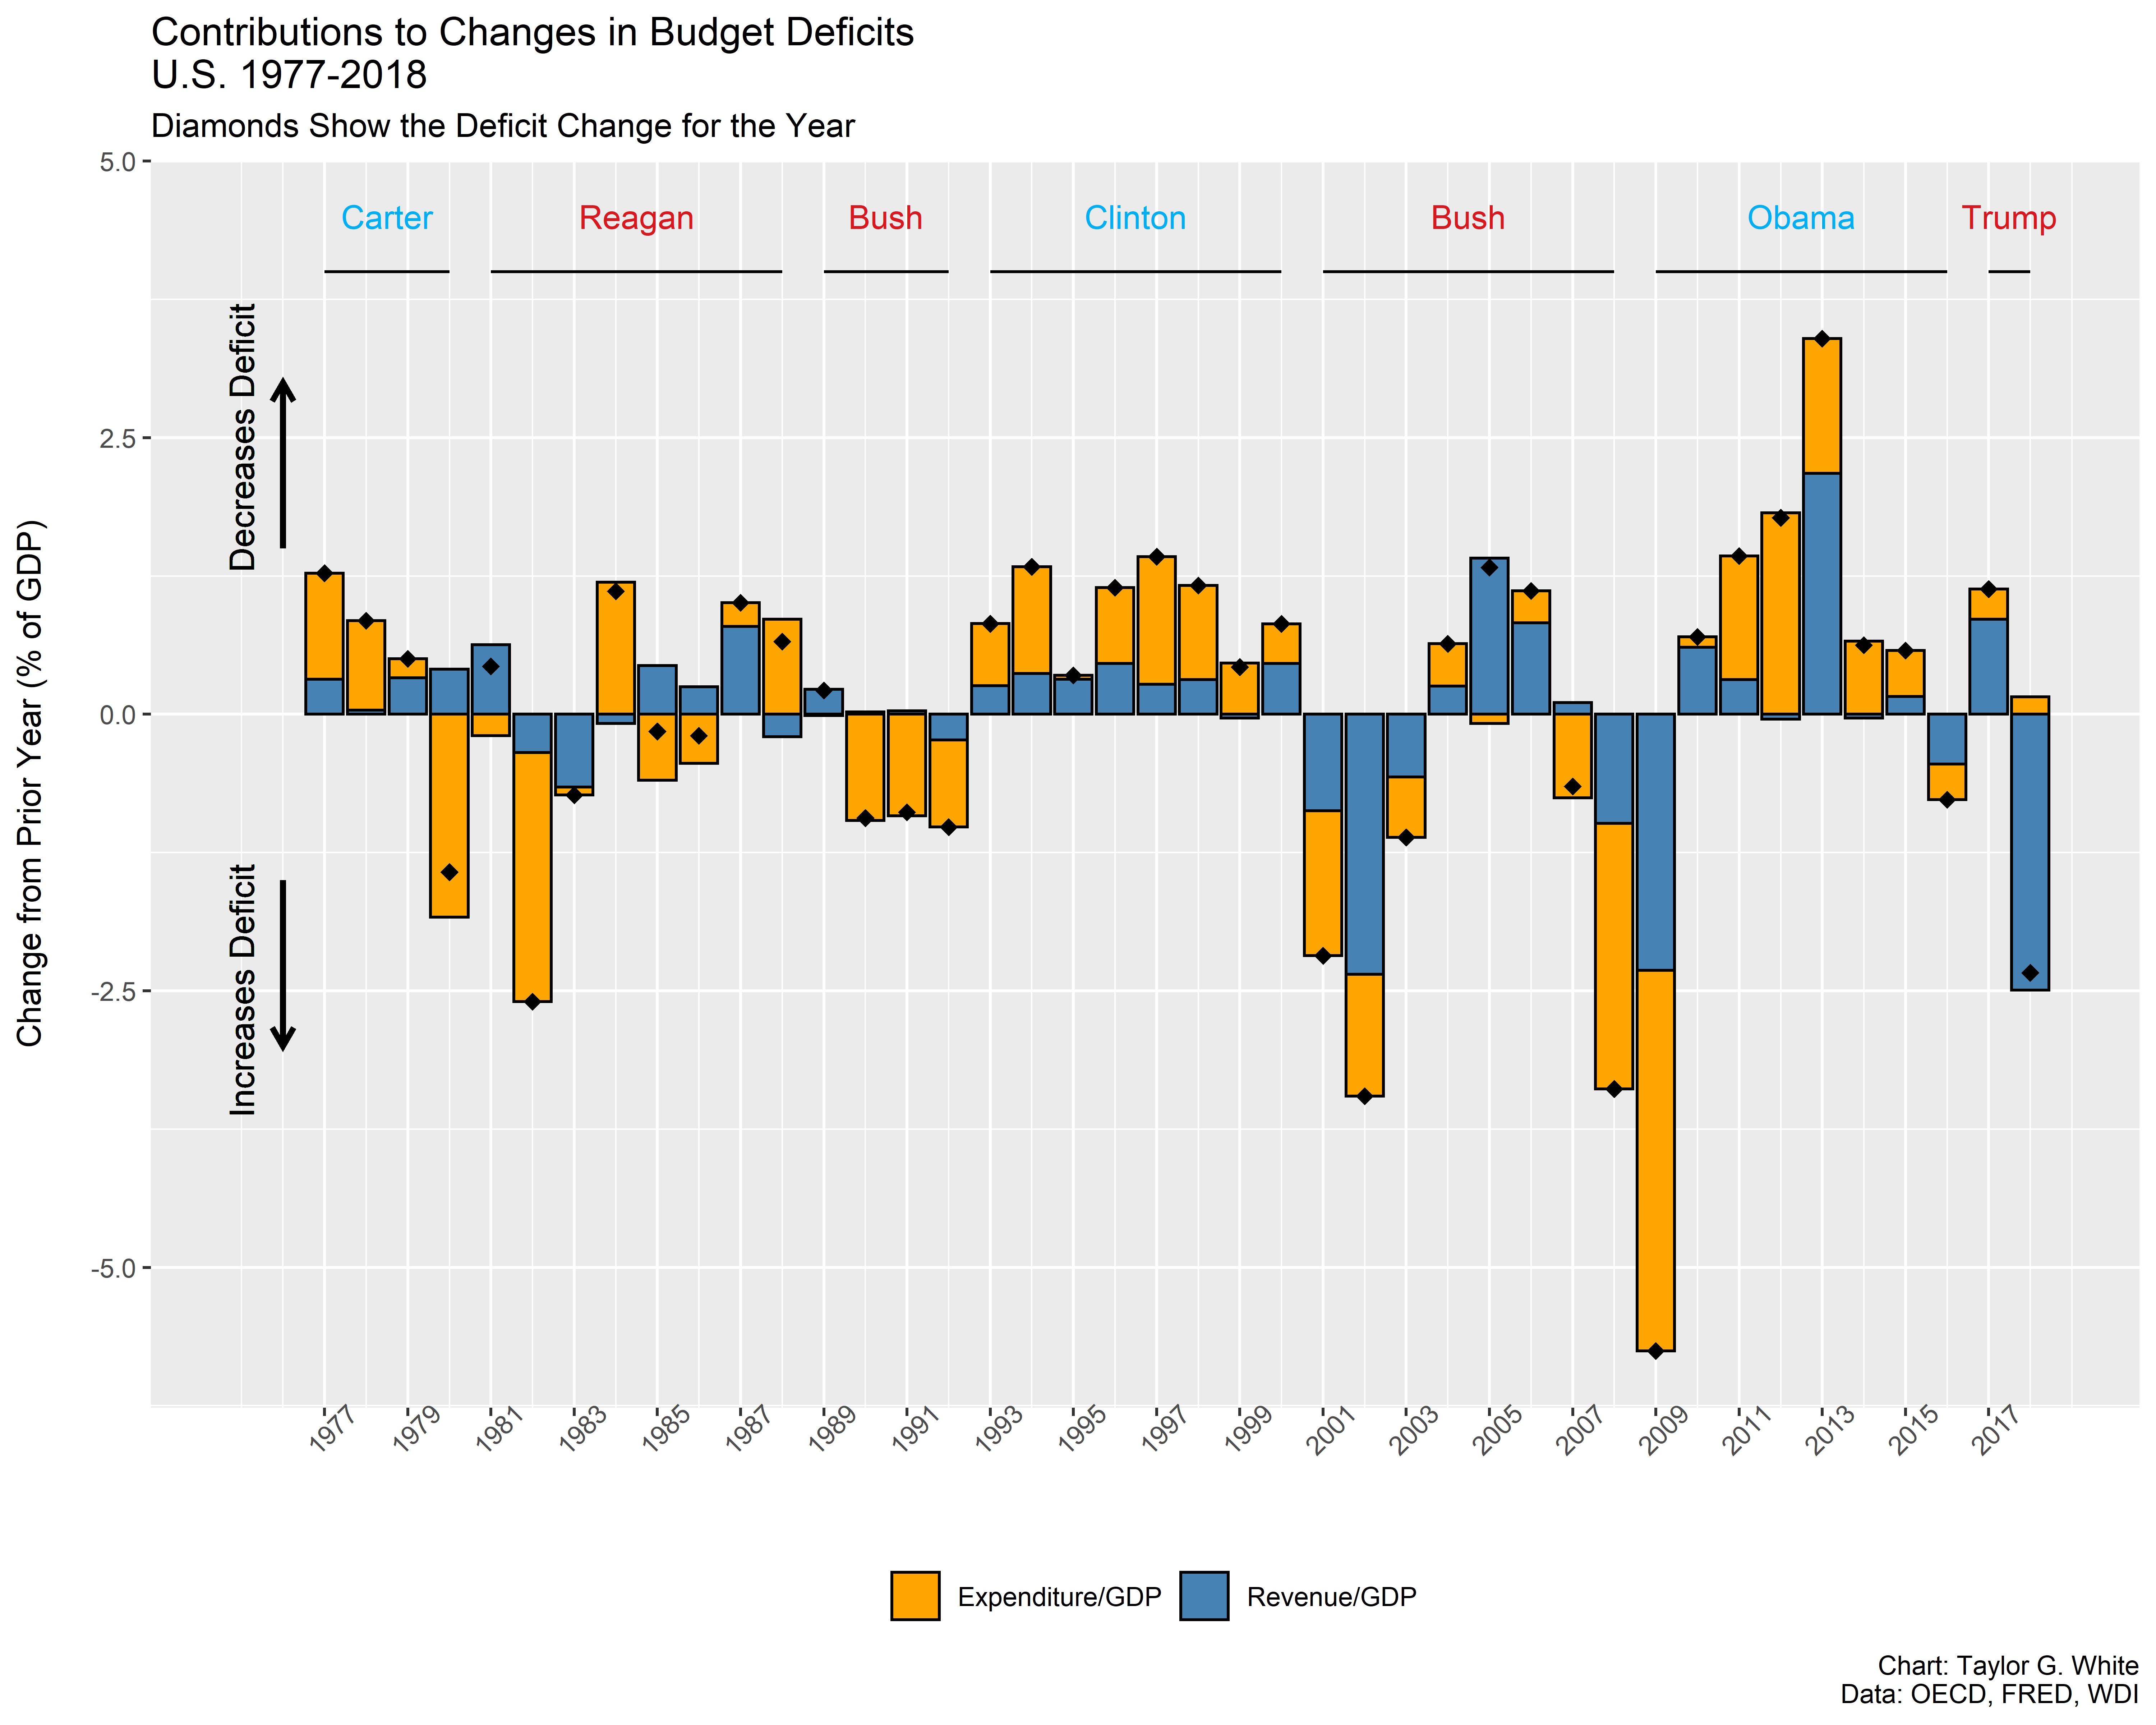 Contributions to Changes in Budget Deficits
U.S. 1977-2018
Diamonds Show the Deficit Change for the Year
Change from Prior Year (% of GDP)
5.0
2.5
0.0
-2.5
-5.0
Carter
Reagan
Bush
Clinton
Bush
Obama
Trump
Decreases Deficit
Increases Deficit
1977
1979
1981
1983
1985
1987
1989
1991
1993
1995
1997
1999
2001
2003
2005
2007
2009
2011
2013
2015
2017
Expenditure/GDP
Revenue/GDP
Chart: Taylor G. White
Data: OECD, FRED, WDI